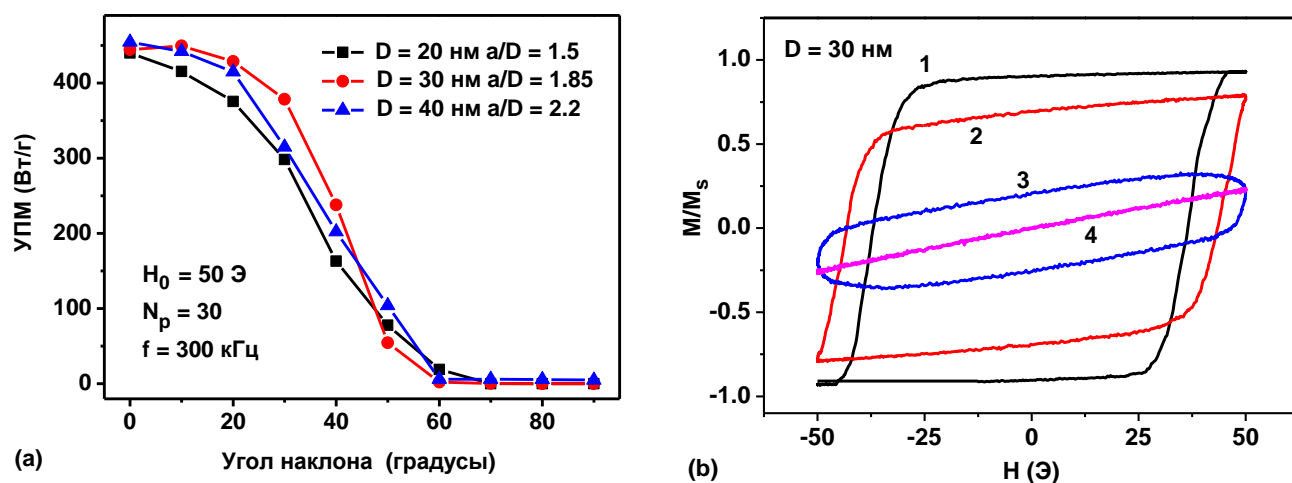 D = 20 нм a/D = 1.5
D = 30 нм a/D = 1.85
D = 40 нм a/D = 2.2
H0 = 50 Э
Np = 30
f = 300 кГц
УПМ (Вт/г)
400
300
200
100
0
0 20 40 60 80
Угол наклона (градусы)
(a)
D = 30 нм
1
2
3
4
M/Ms
1.0
0.5
0.0
-0.5
-1.0
-50 -25 0 25 50
H (Э)
(b)